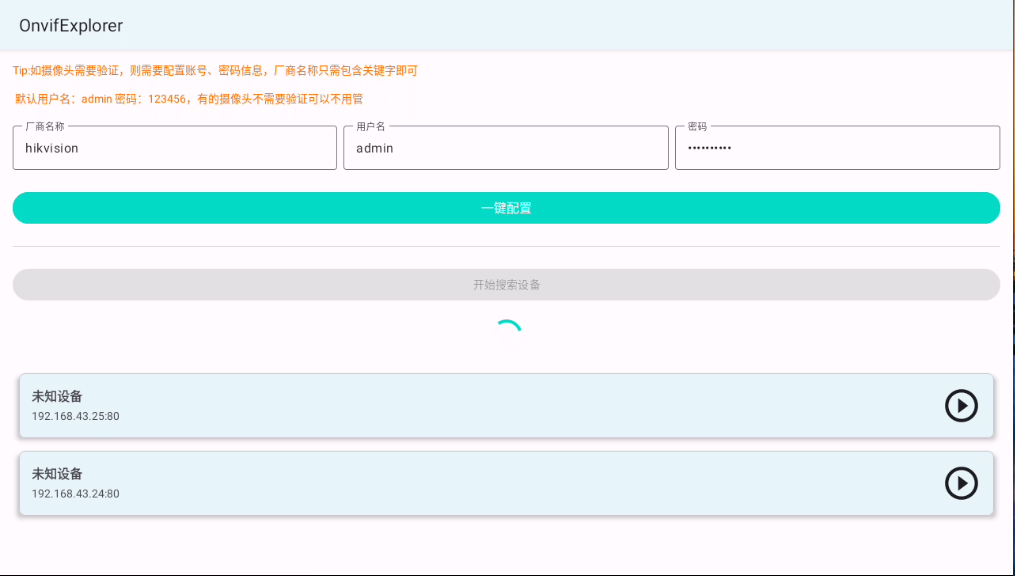 OnvifExplorer
Tip:如摄像头需要验证，则需要配置账号、密码信息，厂商名称只需包含关键字即可
默认用户名：admin 密码：123456，有的摄像头不需要验证可以不用管
厂商名称 用户名 密码
hikvision admin ••••••••••
一键配置
开始搜索设备
未知设备
192.168.43.25:80
未知设备
192.168.43.24:80